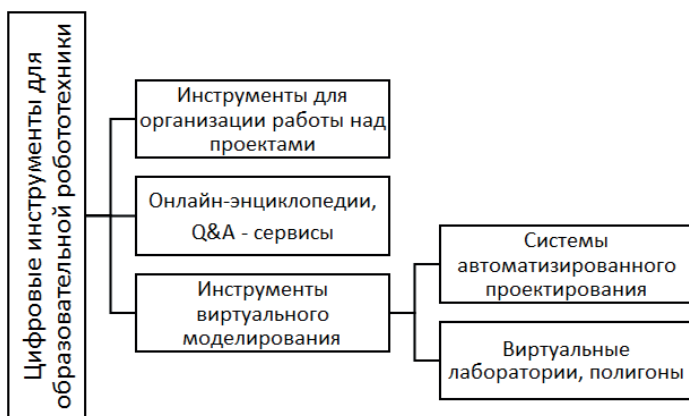 Цифровые инструменты для
образовательной робототехники
Инструменты для
организации работы над
проектами
Онлайн-энциклопедии,
Q&A - сервисы
Инструменты
виртуального
моделирования
Системы
автоматизированного
проектирования
Виртуальные
лаборатории, полигоны